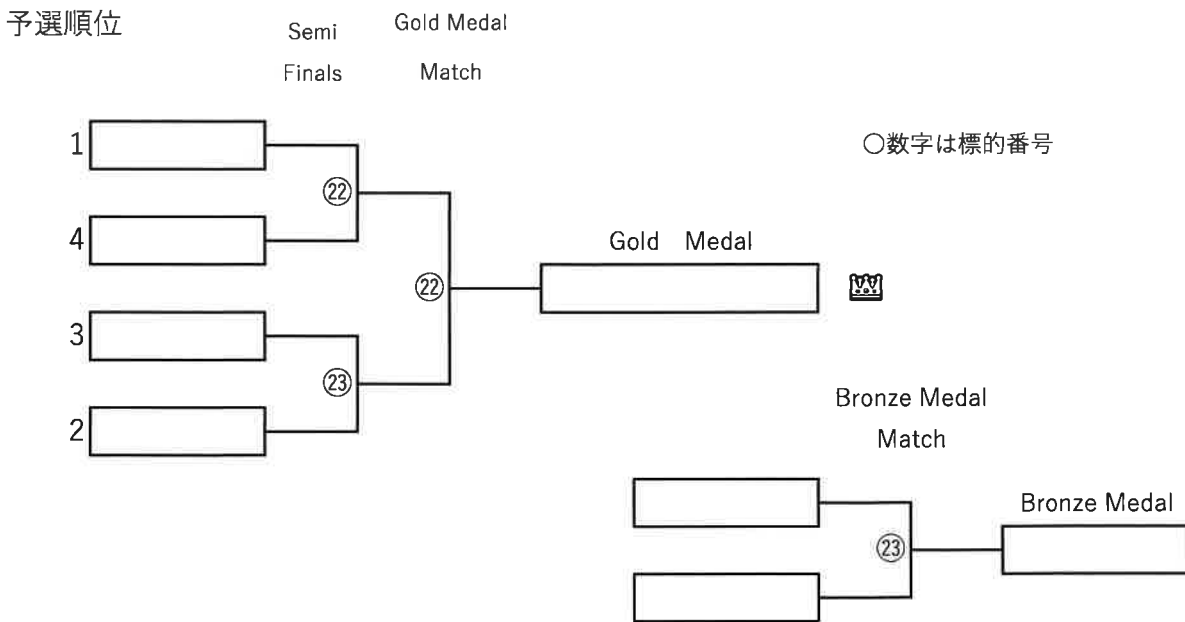 予選順位
Semi
Finals
Gold Medal
Match
1
○数字は標的番号
㉒
4
Gold Medal
㉒
3
㉓
2
Bronze Medal
Match
Bronze Medal
㉓